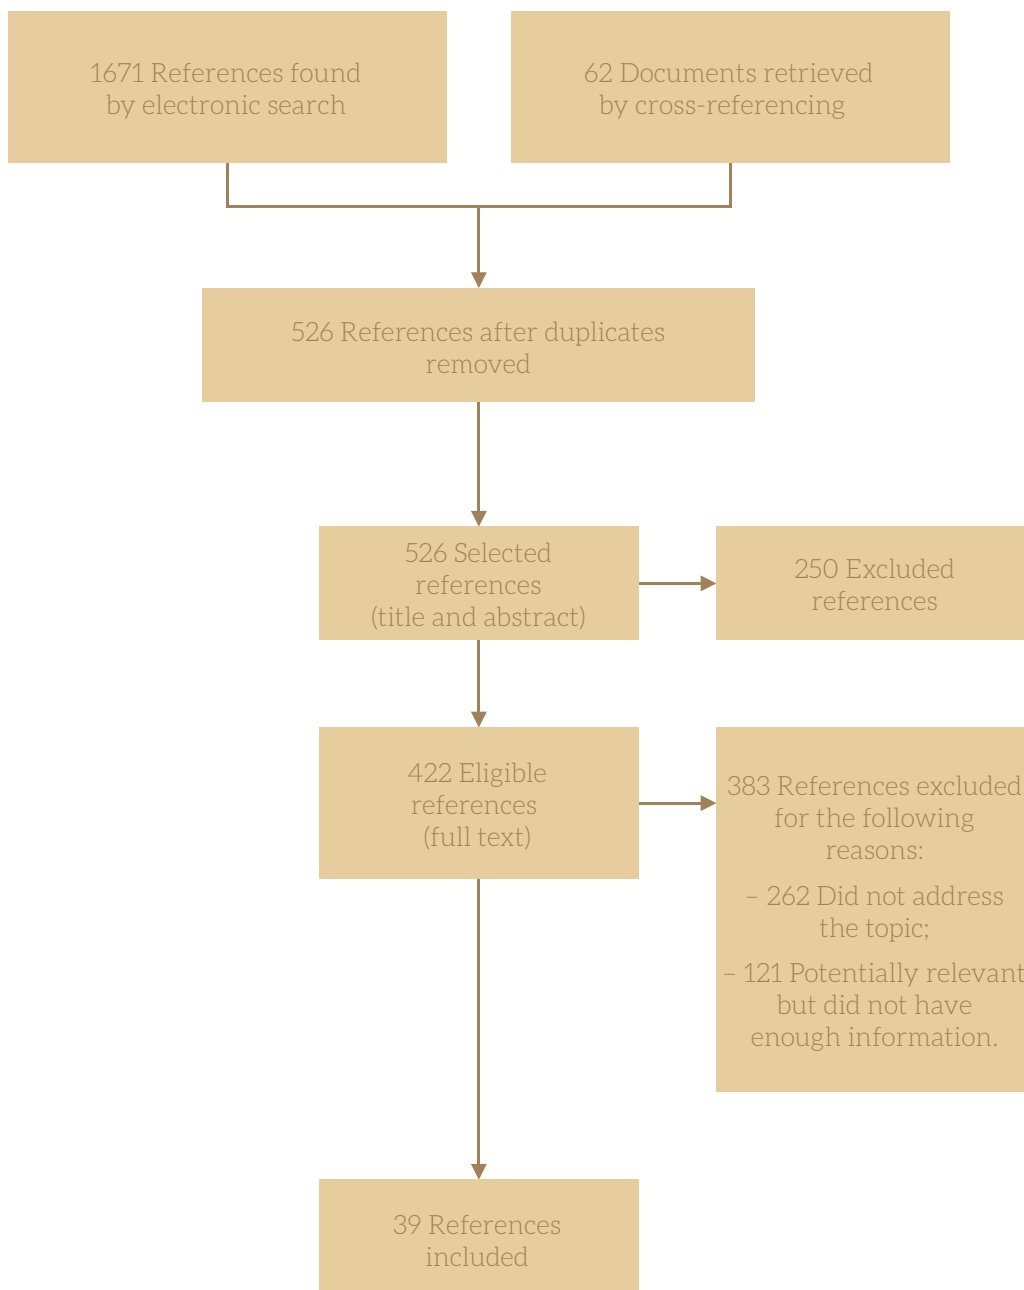 1671 References found
by electronic search
62 Documents retrieved
by cross-referencing
526 References after duplicates
removed
526 Selected
references
(title and abstract)
250 Excluded
references
422 Eligible
references
(full text)
383 References excluded
for the following
reasons:
– 262 Did not address
the topic;
– 121 Potentially relevant
but did not have
enough information.
39 References
included